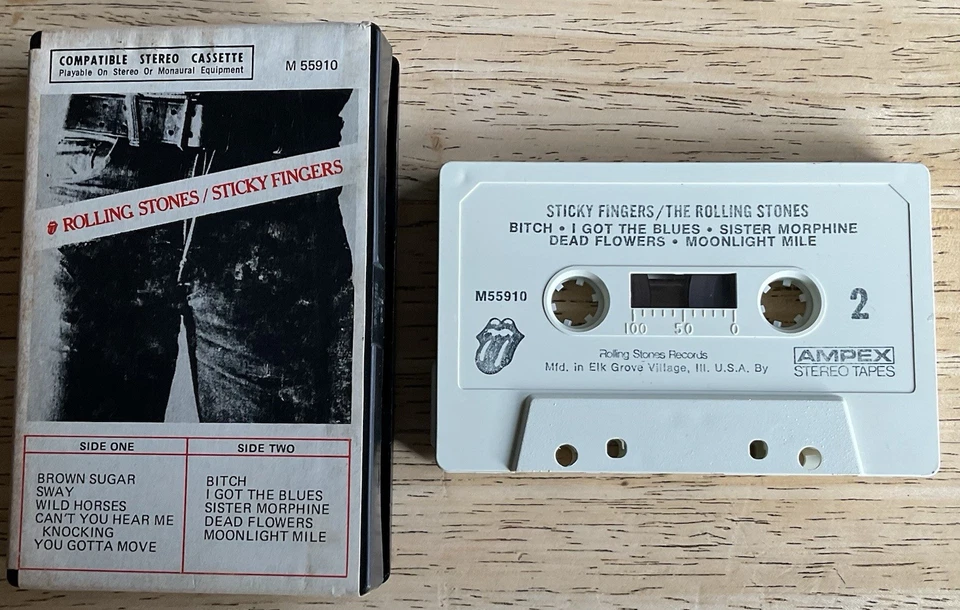 COMPATIBLE STEREO CASSETTE
Playable On Stereo Or Monaural Equipment
M 55910
ROLLING STONES / STICKY FINGERS
SIDE ONE
BROWN SUGAR
SWAY
WILD HORSES
CAN'T YOU HEAR ME
KNOCKING
YOU GOTTA MOVE
SIDE TWO
BITCH
I GOT THE BLUES
SISTER MORPHINE
DEAD FLOWERS
MOONLIGHT MILE
STICKY FINGERS/THE ROLLING STONES
BITCH • I GOT THE BLUES • SISTER MORPHINE
DEAD FLOWERS • MOONLIGHT MILE
M55910
100 50 0
2
Rolling Stones Records
Mfd. in Elk Grove Village, Ill. U.S.A. By
AMPEX
STEREO TAPES